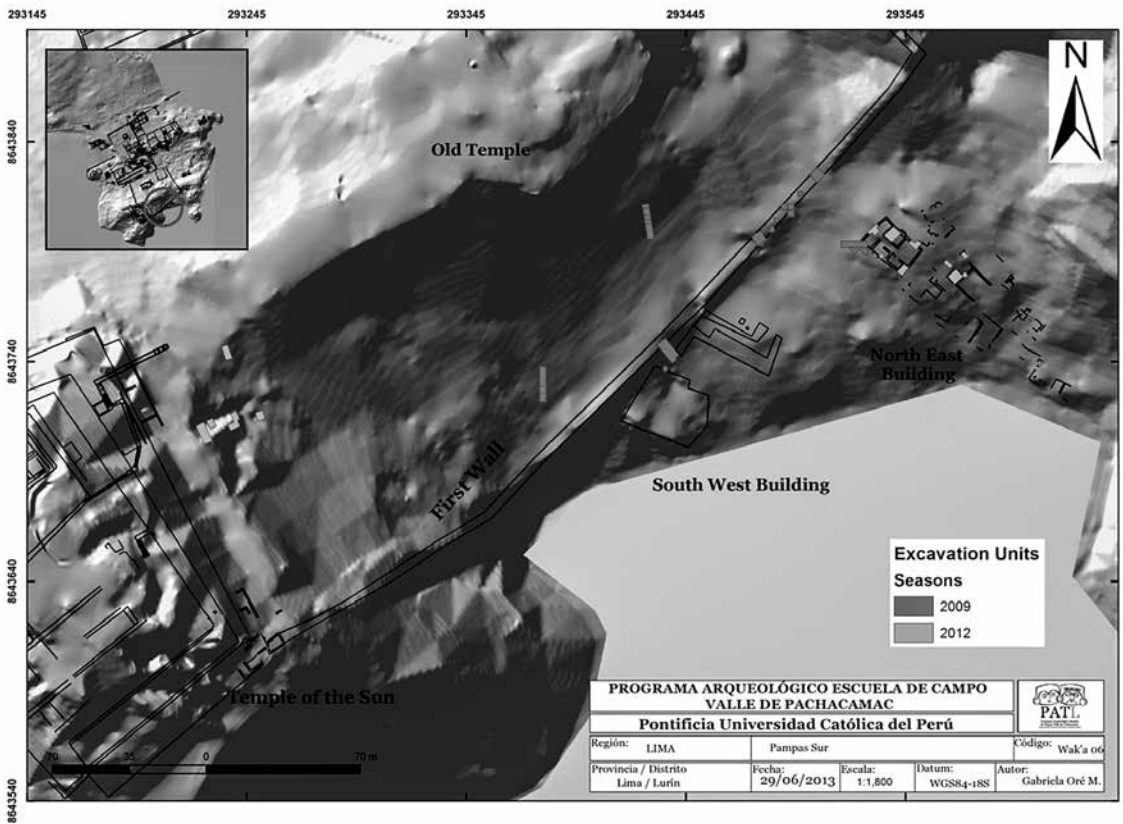 293145 293245 293345 293445 293545
N
8643840
Old Temple
8643740
North East
Building
First Wall
South West Building
Excavation Units
Seasons
2009
2012
8643640
Temple of the Sun
70 35 0 70 m
PROGRAMA ARQUEOLÓGICO ESCUELA DE CAMPO
VALLE DE PACHACAMAC
Pontificia Universidad Católica del Perú
PATL
Región: LIMA Pampas Sur Código: Wak'a 06
Provincia / Distrito Fecha: Escala: Datum: Autor:
Lima / Lurín 29/06/2013 1:1,800 WGS84-18S Gabriela Oré M.
8643540